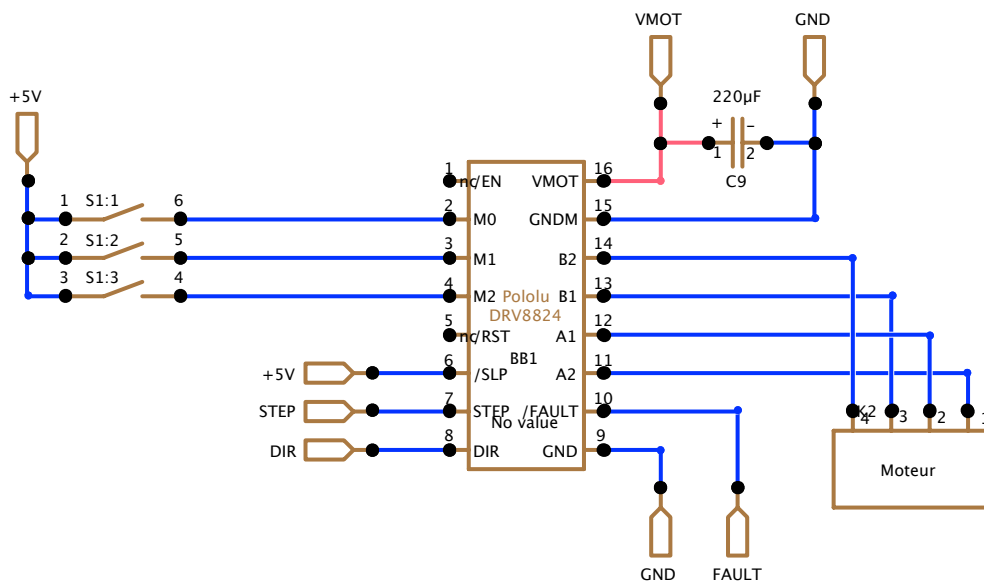 VMOT GND
+5V
220µF
+ –
1 2
C9
1 S1:1 6
2 S1:2 5
3 S1:3 4
1 nc/EN VMOT 16
2 M0 GNDM 15
3 M1 B2 14
4 M2 B1 13
Pololu
DRV8824
5 nc/RST A1 12
BB1
+5V 6 /SLP A2 11
STEP 7 STEP /FAULT 10
No value
DIR 8 DIR GND 9
K2
4 3 2 1
Moteur
GND FAULT